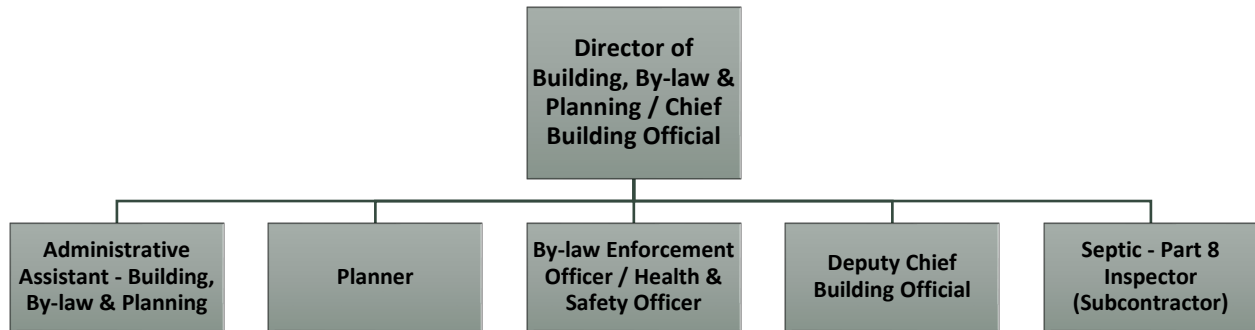 Director of
Building, By-law &
Planning / Chief
Building Official
Administrative
Assistant - Building,
By-law & Planning
Planner
By-law Enforcement
Officer / Health &
Safety Officer
Deputy Chief
Building Official
Septic - Part 8
Inspector
(Subcontractor)